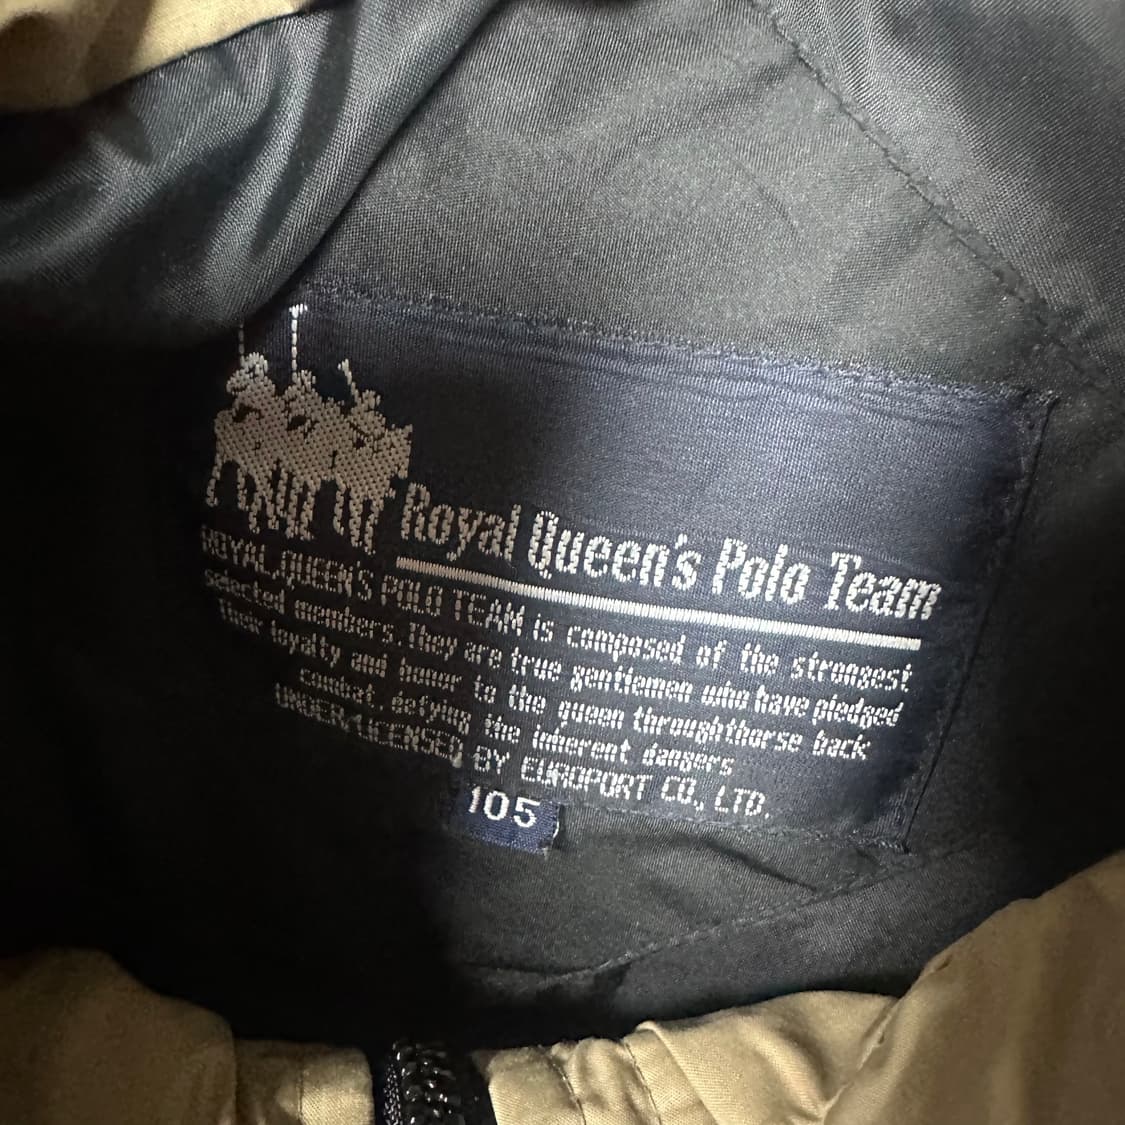 Royal Queen's Polo Team
ROYAL QUEEN'S POLO TEAM is composed of the strongest
selected members. they are true gentlemen who have pledged
their loyalty and honor to the queen throughthorse back
combat, defying the inherent dangers
UNDER LICENSED BY EUROPORT CO., LTD.
105